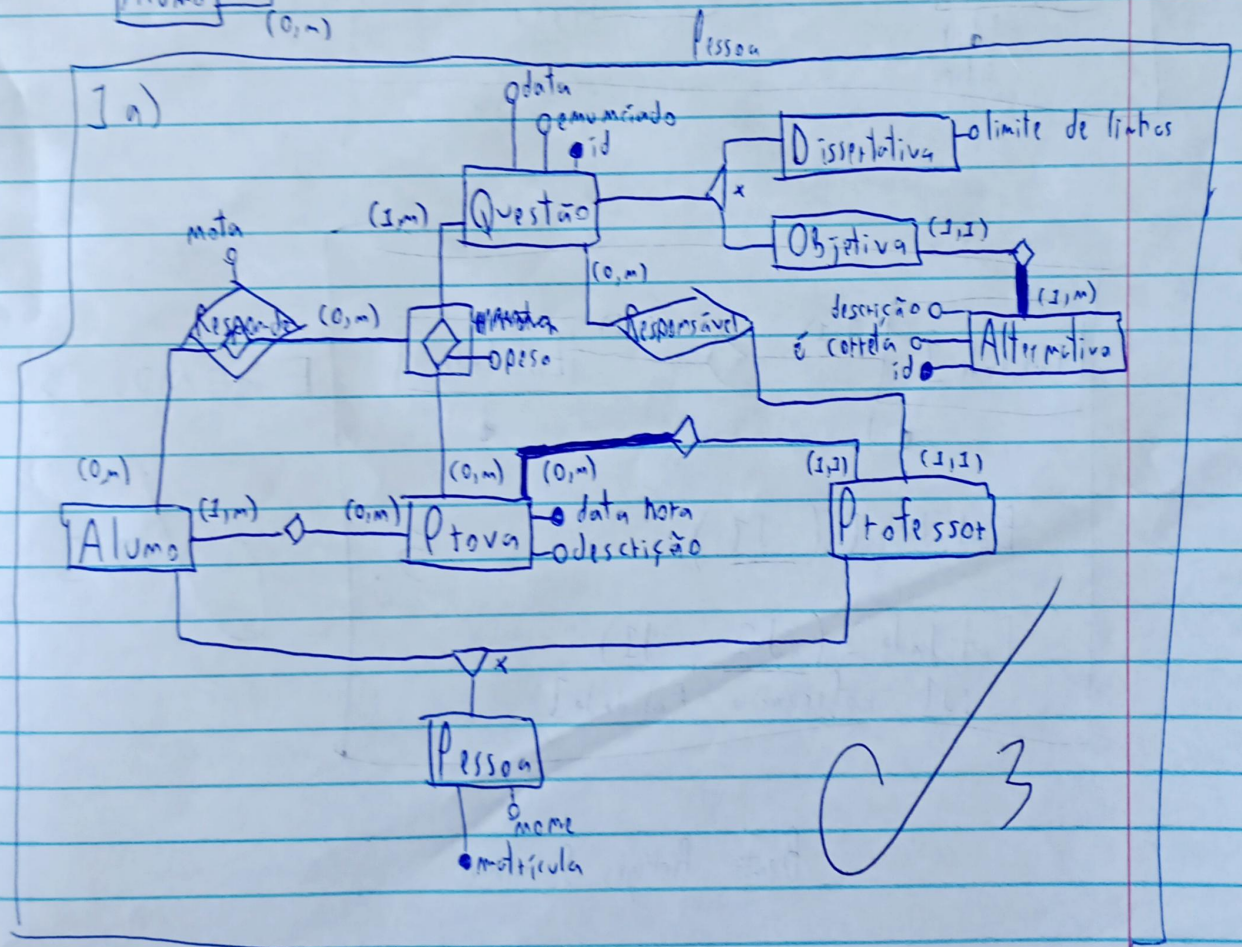 (0,n)
Pessoa
1 a)
data
enunciado
id
Dissertativa
limite de linhas
(1,n)
Questão
x
Objetiva
(1,1)
nota
(0,n)
(1,n)
Responde
(0,n)
Responsável
descrição
é correta
Alternativa
id
peso
(0,n)
(0,n)
(0,n)
(1,1)
(1,1)
Aluno
(1,n)
(0,n)
Prova
data hora
descrição
Professor
x
Pessoa
nome
matrícula
3